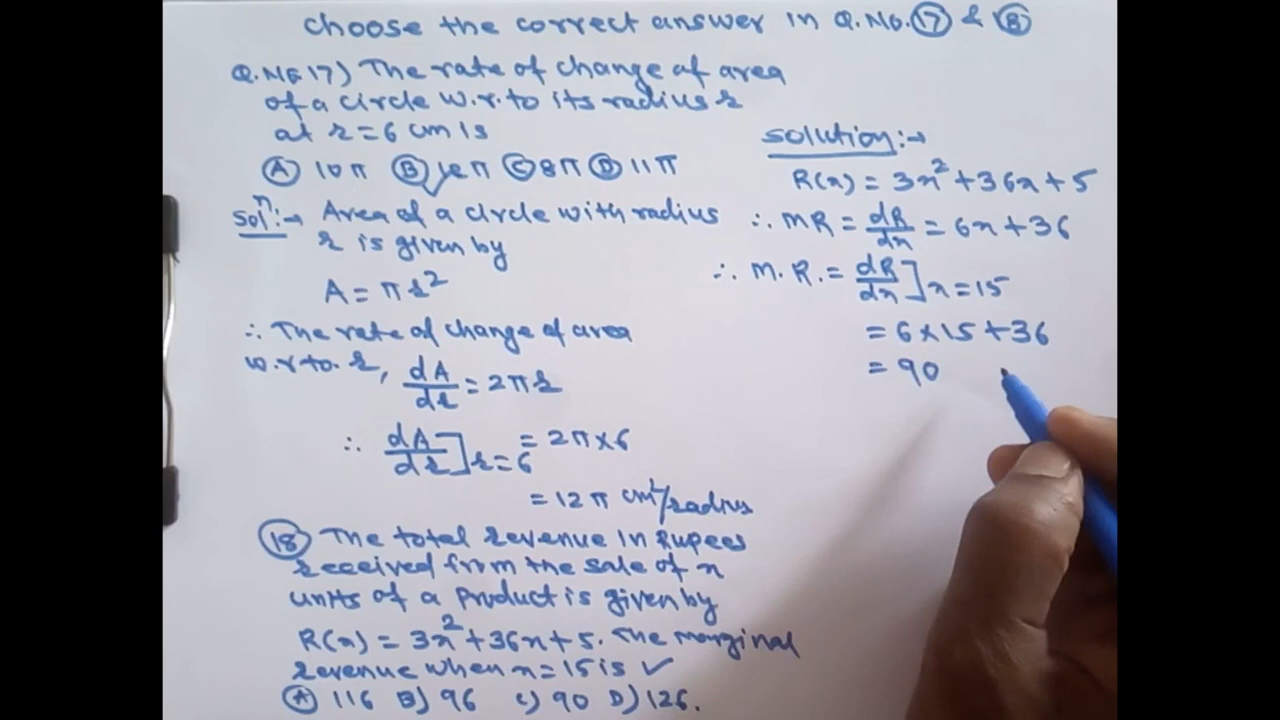 Choose the correct answer in Q.No. 17 & 18
Q.No 17) The rate of change of area
of a circle w.r.to its radius r
at r = 6 cm is
(A) 10π (B) 12π (C) 8π (D) 11π
Solⁿ:→ Area of a circle with radius
r is given by
A = πr²
∴ The rate of change of area
w.r.to. r, dA/dr = 2πr
∴ dA/dr]r=6 = 2π×6
= 12π cm²/radius
(18) The total revenue in Rupees
received from the sale of x
units of a product is given by
R(x) = 3x² + 36x + 5. The marginal
revenue when x = 15 is ✓
(A) 116 B) 96 C) 90 D) 126.
Solution:→
R(x) = 3x² + 36x + 5
∴ MR = dR/dx = 6x + 36
∴ M.R. = dR/dx]x=15
= 6×15+36
= 90